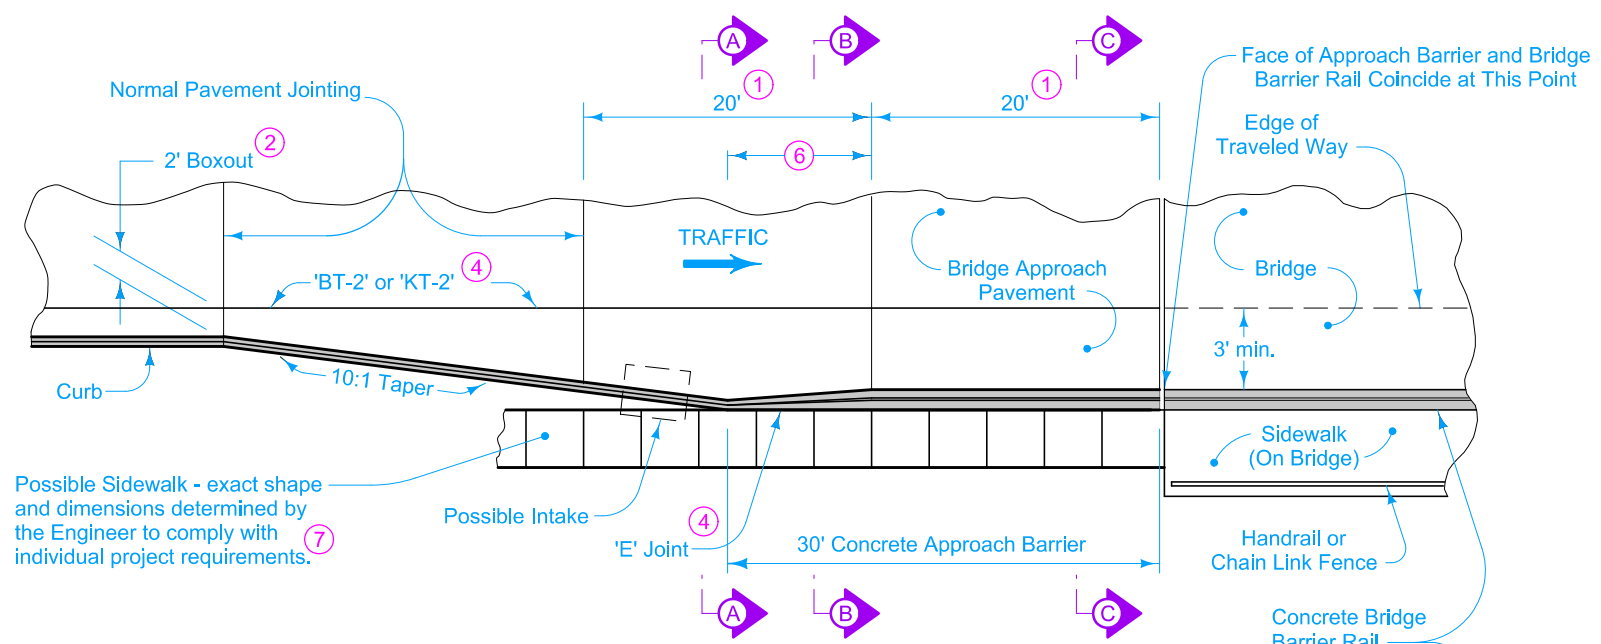 A
B
C
Normal Pavement Jointing
1
20'
1
20'
Face of Approach Barrier and Bridge
Barrier Rail Coincide at This Point
2
2' Boxout
6
Edge of
Traveled Way
TRAFFIC
'BT-2' or 'KT-2'
4
Bridge Approach
Pavement
Bridge
3' min.
Curb
10:1 Taper
Sidewalk
(On Bridge)
Possible Sidewalk - exact shape
and dimensions determined by
the Engineer to comply with
individual project requirements.
7
Possible Intake
4
'E' Joint
30' Concrete Approach Barrier
Handrail or
Chain Link Fence
A
B
C
Concrete Bridge
Barrier Rail